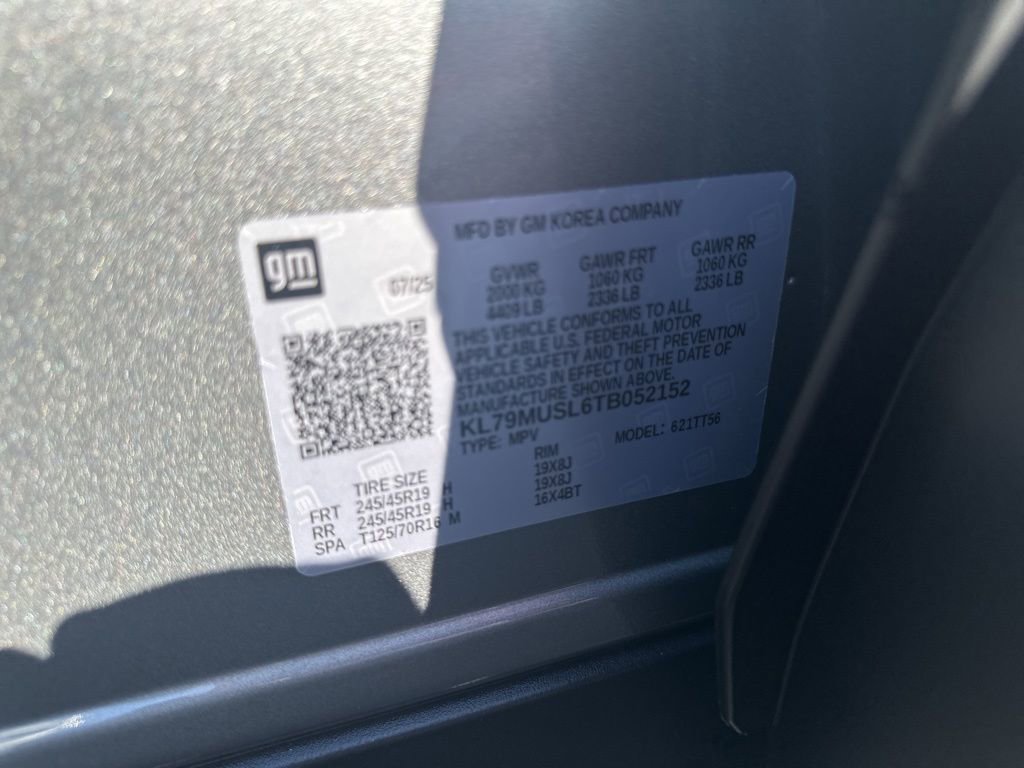 MFD BY GM KOREA COMPANY
gm
07/25
GVWR GAWR FRT GAWR RR
2000 KG 1060 KG 1060 KG
4409 LB 2336 LB 2336 LB
THIS VEHICLE CONFORMS TO ALL
APPLICABLE U.S. FEDERAL MOTOR
VEHICLE SAFETY AND THEFT PREVENTION
STANDARDS IN EFFECT ON THE DATE OF
MANUFACTURE SHOWN ABOVE.
KL79MUSL6TB052152
TYPE: MPV MODEL: 621TT56
TIRE SIZE RIM
FRT 245/45R19 H 19X8J
RR 245/45R19 H 19X8J
SPA T125/70R16 M 16X4BT